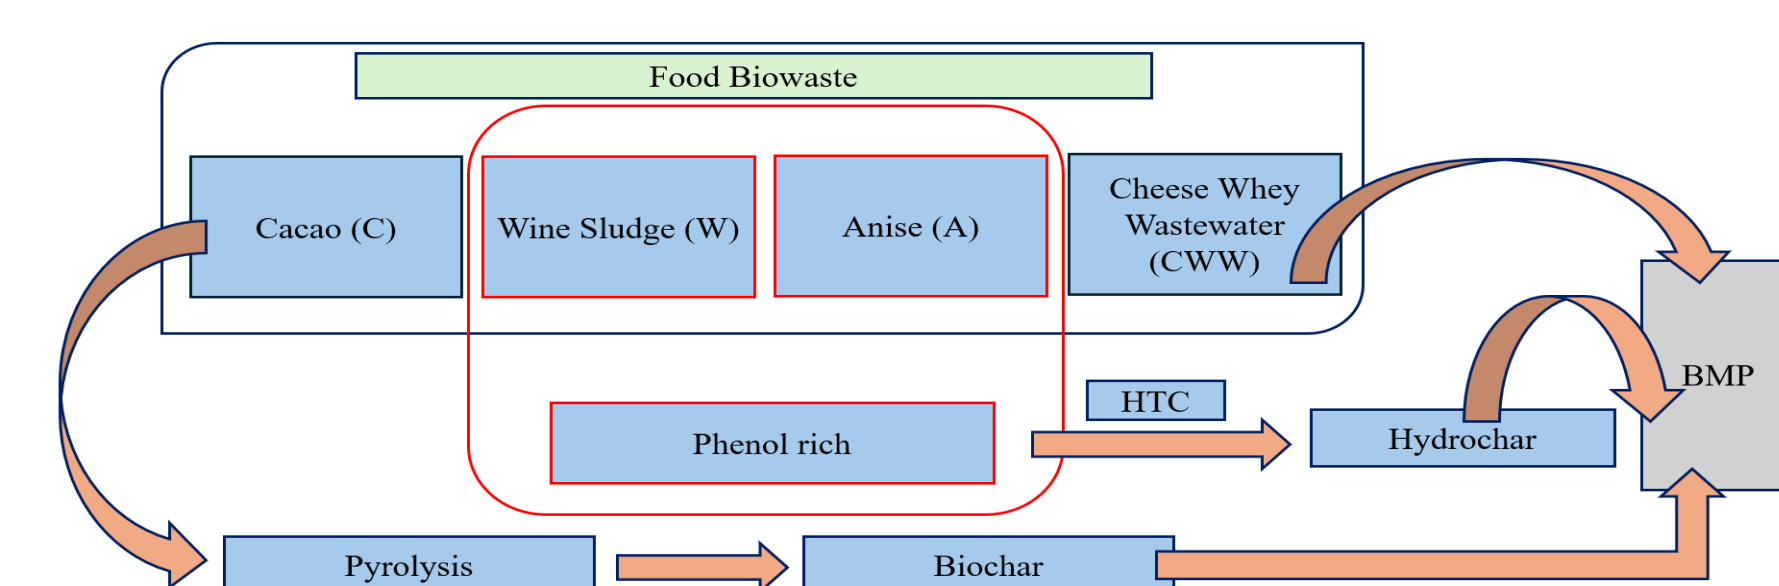 Food Biowaste
Cacao (C)
Wine Sludge (W)
Anise (A)
Cheese Whey
Wastewater
(CWW)
HTC
BMP
Phenol rich
Hydrochar
Pyrolysis
Biochar